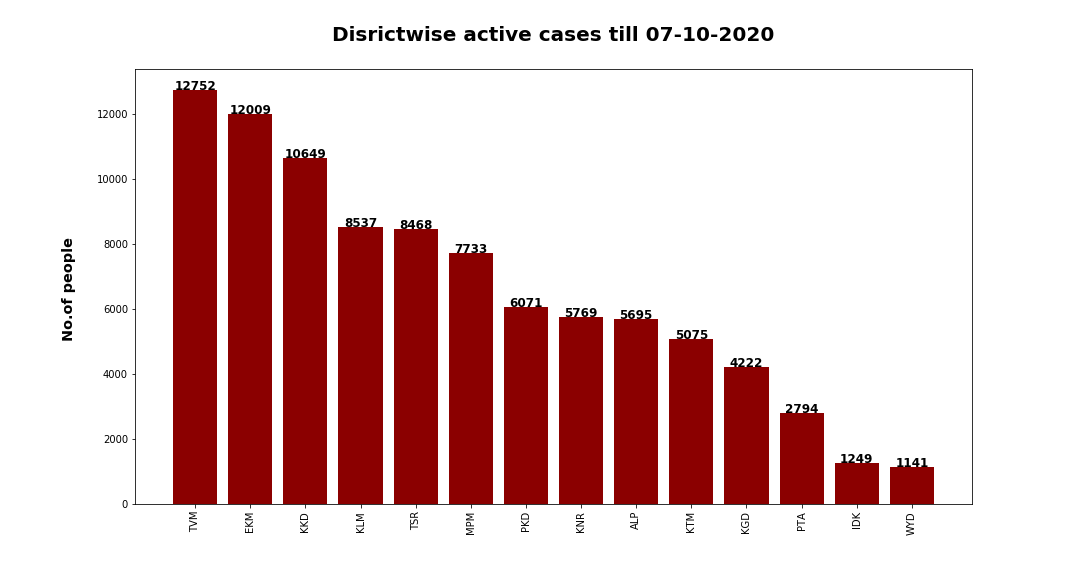 Disrictwise active cases till 07-10-2020
No.of people
12000
10000
8000
6000
4000
2000
0
12752
12009
10649
8537
8468
7733
6071
5769
5695
5075
4222
2794
1249
1141
TVM
EKM
KKD
KLM
TSR
MPM
PKD
KNR
ALP
KTM
KGD
PTA
IDK
WYD